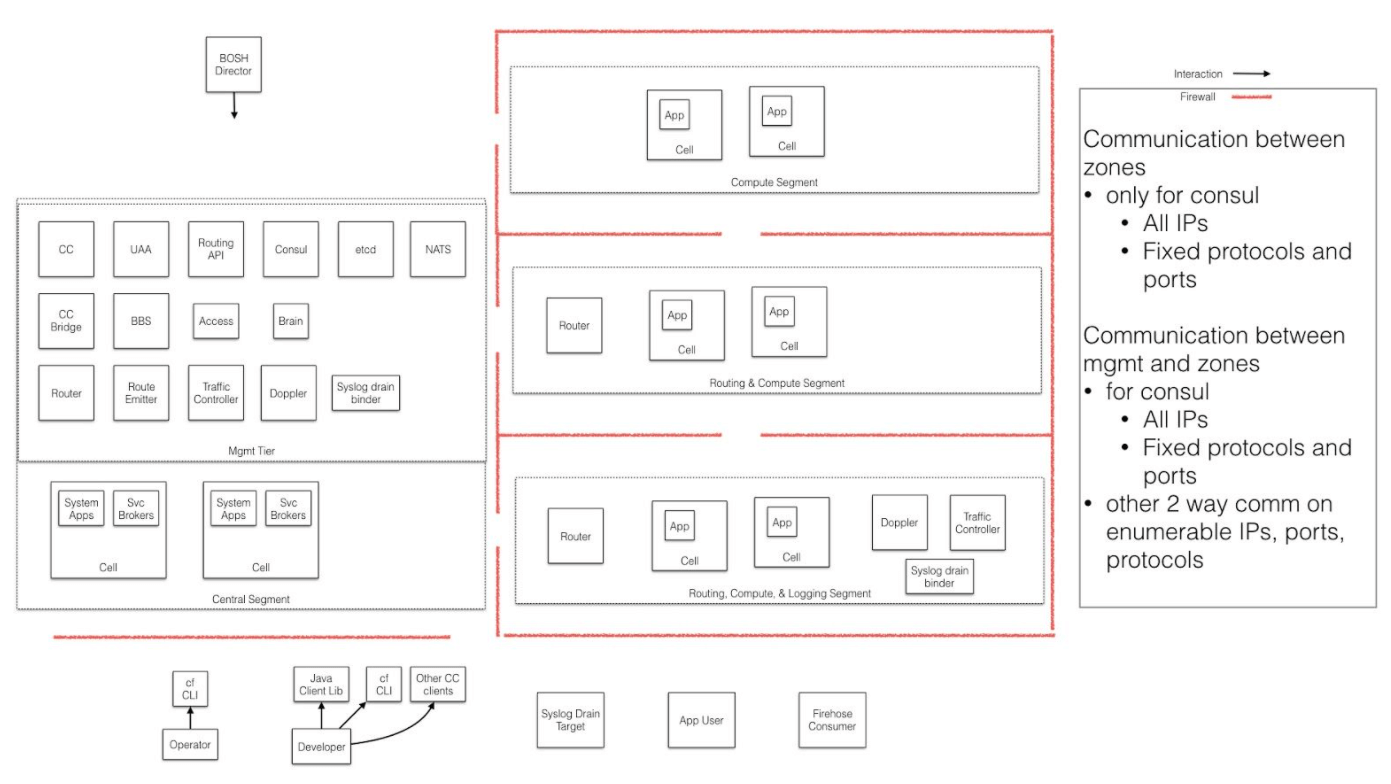 BOSH
Director
Interaction
Firewall
App
Cell
App
Cell
Compute Segment
CC
UAA
Routing
API
Consul
etcd
NATS
CC
Bridge
BBS
Access
Brain
Router
Route
Emitter
Traffic
Controller
Doppler
Syslog drain
binder
Mgmt Tier
System
Apps
Svc
Brokers
Cell
System
Apps
Svc
Brokers
Cell
Central Segment
Router
App
Cell
App
Cell
Routing & Compute Segment
Router
App
Cell
App
Cell
Doppler
Traffic
Controller
Syslog drain
binder
Routing, Compute, & Logging Segment
Communication between
zones
• only for consul
• All IPs
• Fixed protocols and
ports
Communication between
mgmt and zones
• for consul
• All IPs
• Fixed protocols and
ports
• other 2 way comm on
enumerable IPs, ports,
protocols
cf
CLI
Operator
Java
Client Lib
cf
CLI
Other CC
clients
Developer
Syslog Drain
Target
App User
Firehose
Consumer